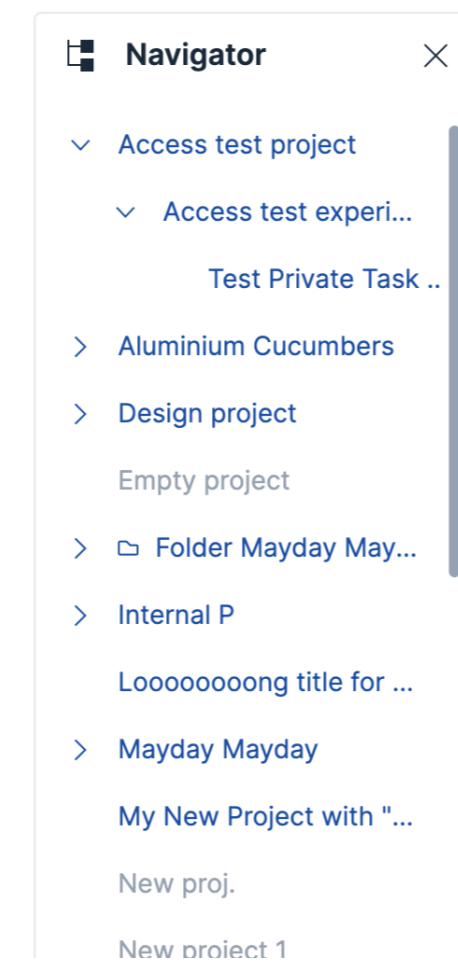 Navigator
Access test project
Access test experi...
Test Private Task ..
Aluminium Cucumbers
Design project
Empty project
Folder Mayday May...
Internal P
Looooooooong title for ...
Mayday Mayday
My New Project with "...
New proj.
New project 1